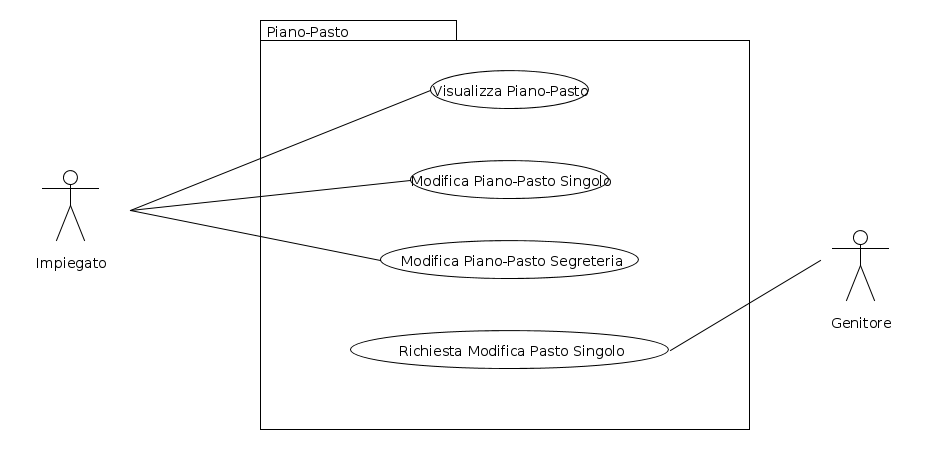 Piano-Pasto
Visualizza Piano-Pasto
Modifica Piano-Pasto Singolo
Impiegato
Modifica Piano-Pasto Segreteria
Genitore
Richiesta Modifica Pasto Singolo